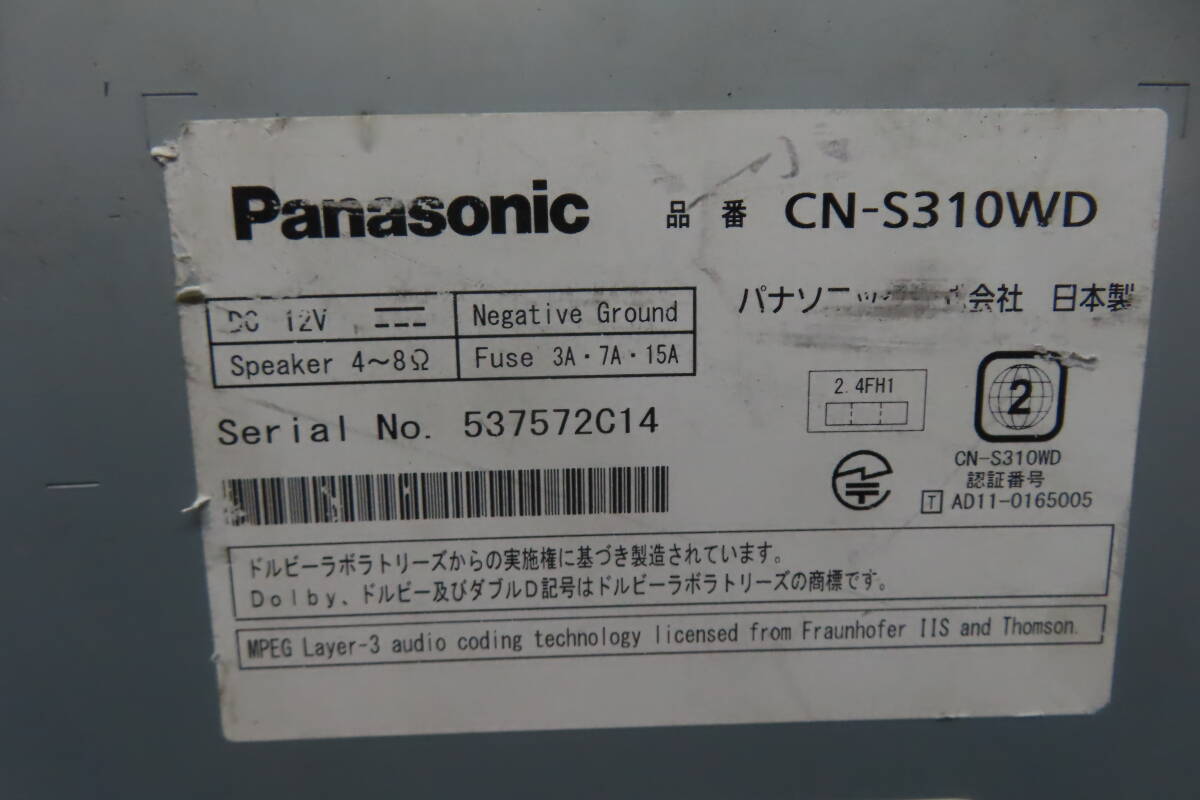 Panasonic 品番 CN-S310WD
パナソニック 会社 日本製
DC 12V Negative Ground
Speaker 4～8Ω Fuse 3A・7A・15A
Serial No. 537572C14
2.4FH1
2
CN-S310WD
認証番号
T AD11-0165005
ドルビーラボラトリーズからの実施権に基づき製造されています。
Dolby、ドルビー及びダブルD記号はドルビーラボラトリーズの商標です。
MPEG Layer-3 audio coding technology licensed from Fraunhofer IIS and Thomson.